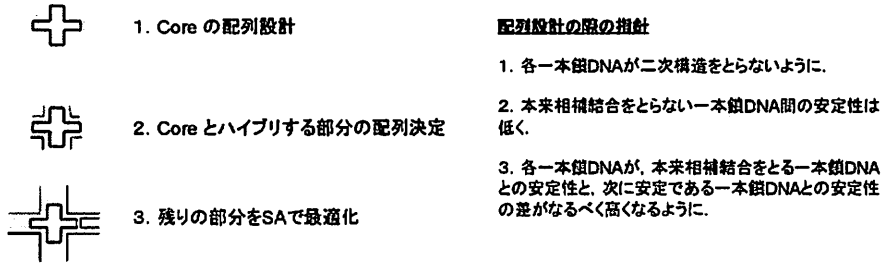 1. Core の配列設計
2. Core とハイブリする部分の配列決定
3. 残りの部分をSAで最適化
配列設計の際の指針
1. 各一本鎖DNAが二次構造をとらないように.
2. 本来相補結合をとらない一本鎖DNA間の安定性は
低く.
3. 各一本鎖DNAが, 本来相補結合をとる一本鎖DNA
との安定性と, 次に安定である一本鎖DNAとの安定性
の差がなるべく高くなるように.